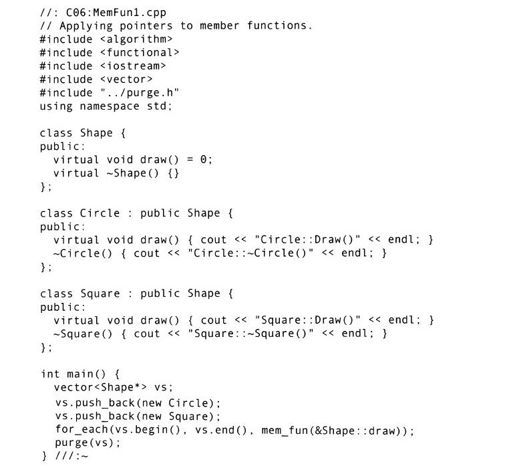 //: C06:MemFun1.cpp
// Applying pointers to member functions.
#include <algorithm>
#include <functional>
#include <iostream>
#include <vector>
#include "../purge.h"
using namespace std;

class Shape {
public:
  virtual void draw() = 0;
  virtual ~Shape() {}
};

class Circle : public Shape {
public:
  virtual void draw() { cout << "Circle::Draw()" << endl; }
  ~Circle() { cout << "Circle::~Circle()" << endl; }
};

class Square : public Shape {
public:
  virtual void draw() { cout << "Square::Draw()" << endl; }
  ~Square() { cout << "Square::~Square()" << endl; }
};

int main() {
  vector<Shape*> vs;
  vs.push_back(new Circle);
  vs.push_back(new Square);
  for_each(vs.begin(), vs.end(), mem_fun(&Shape::draw));
  purge(vs);
} ///:~